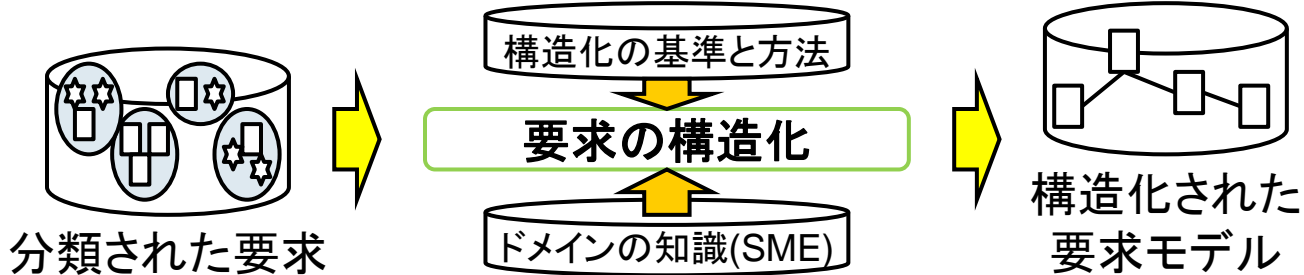 構造化の基準と方法
要求の構造化
ドメインの知識(SME)
分類された要求
構造化された
要求モデル